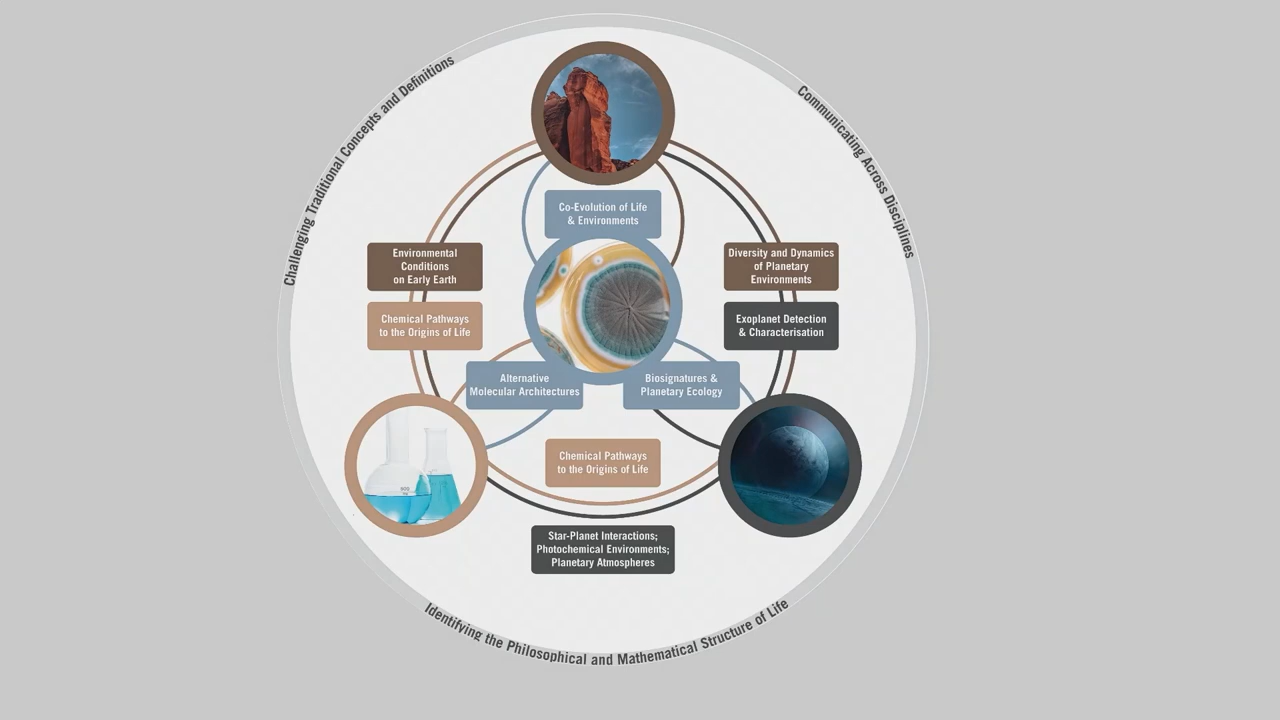 Challenging Traditional Concepts and Definitions
Communicating Across Disciplines
Co-Evolution of Life
& Environments
Environmental
Conditions
on Early Earth
Diversity and Dynamics
of Planetary
Environments
Chemical Pathways
to the Origins of Life
Exoplanet Detection
& Characterisation
Alternative
Molecular Architectures
Biosignatures &
Planetary Ecology
Chemical Pathways
to the Origins of Life
Star-Planet Interactions;
Photochemical Environments;
Planetary Atmospheres
Identifying the Philosophical and Mathematical Structure of Life